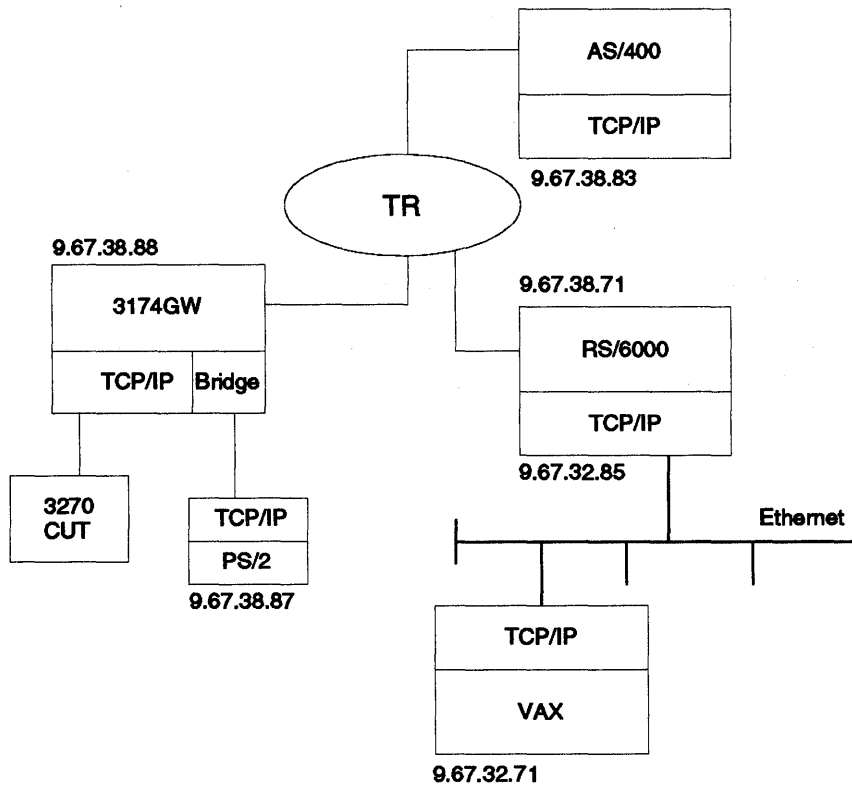 AS/400
TCP/IP
9.67.38.83
TR
9.67.38.88
3174GW
TCP/IP
Bridge
9.67.38.71
RS/6000
TCP/IP
9.67.32.85
3270
CUT
TCP/IP
PS/2
9.67.38.87
Ethernet
TCP/IP
VAX
9.67.32.71